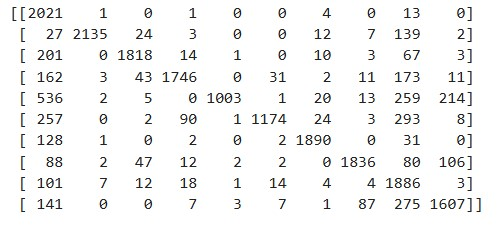 [[2021 1 0 1 0 0 4 0 13 0]
[ 27 2135 24 3 0 0 12 7 139 2]
[ 201 0 1818 14 1 0 10 3 67 3]
[ 162 3 43 1746 0 31 2 11 173 11]
[ 536 2 5 0 1003 1 20 13 259 214]
[ 257 0 2 90 1 1174 24 3 293 8]
[ 128 1 0 2 0 2 1890 0 31 0]
[ 88 2 47 12 2 2 0 1836 80 106]
[ 101 7 12 18 1 14 4 4 1886 3]
[ 141 0 0 7 3 7 1 87 275 1607]]